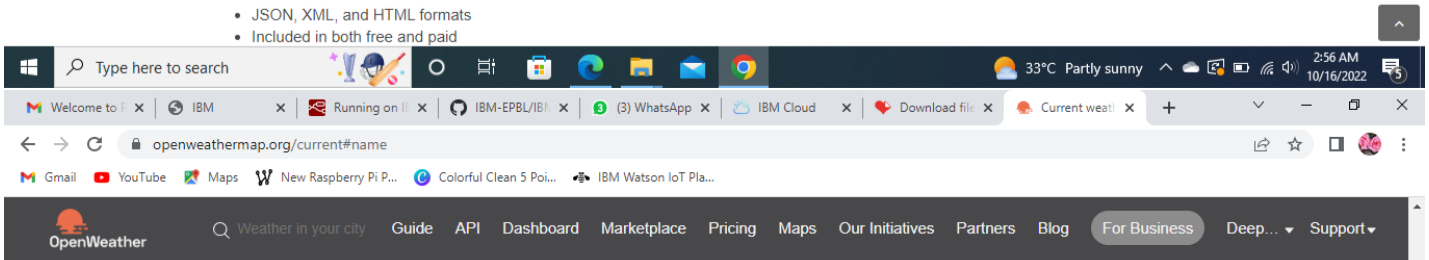 JSON, XML, and HTML formats
Included in both free and paid
Type here to search
33°C Partly sunny
2:56 AM
10/16/2022
5
Welcome to F
IBM
Running on IE
IBM-EPBL/IBN
(3) WhatsApp
IBM Cloud
Download file
Current weath
openweathermap.org/current#name
Gmail YouTube Maps New Raspberry Pi P... Colorful Clean 5 Poi... IBM Watson IoT Pla...
OpenWeather
Weather in your city Guide API Dashboard Marketplace Pricing Maps Our Initiatives Partners Blog For Business Deep... Support